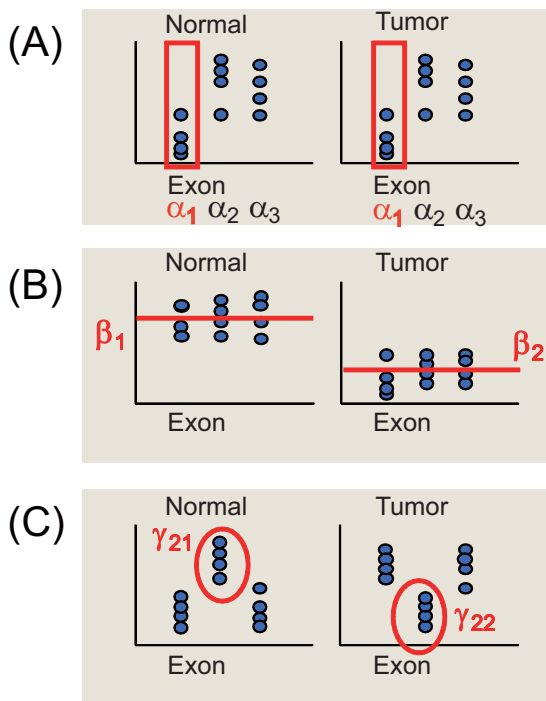 (A)
Normal Tumor
Exon Exon
α1 α2 α3 α1 α2 α3
(B)
Normal Tumor
β1 β2
Exon Exon
(C)
Normal Tumor
γ21 γ22
Exon Exon